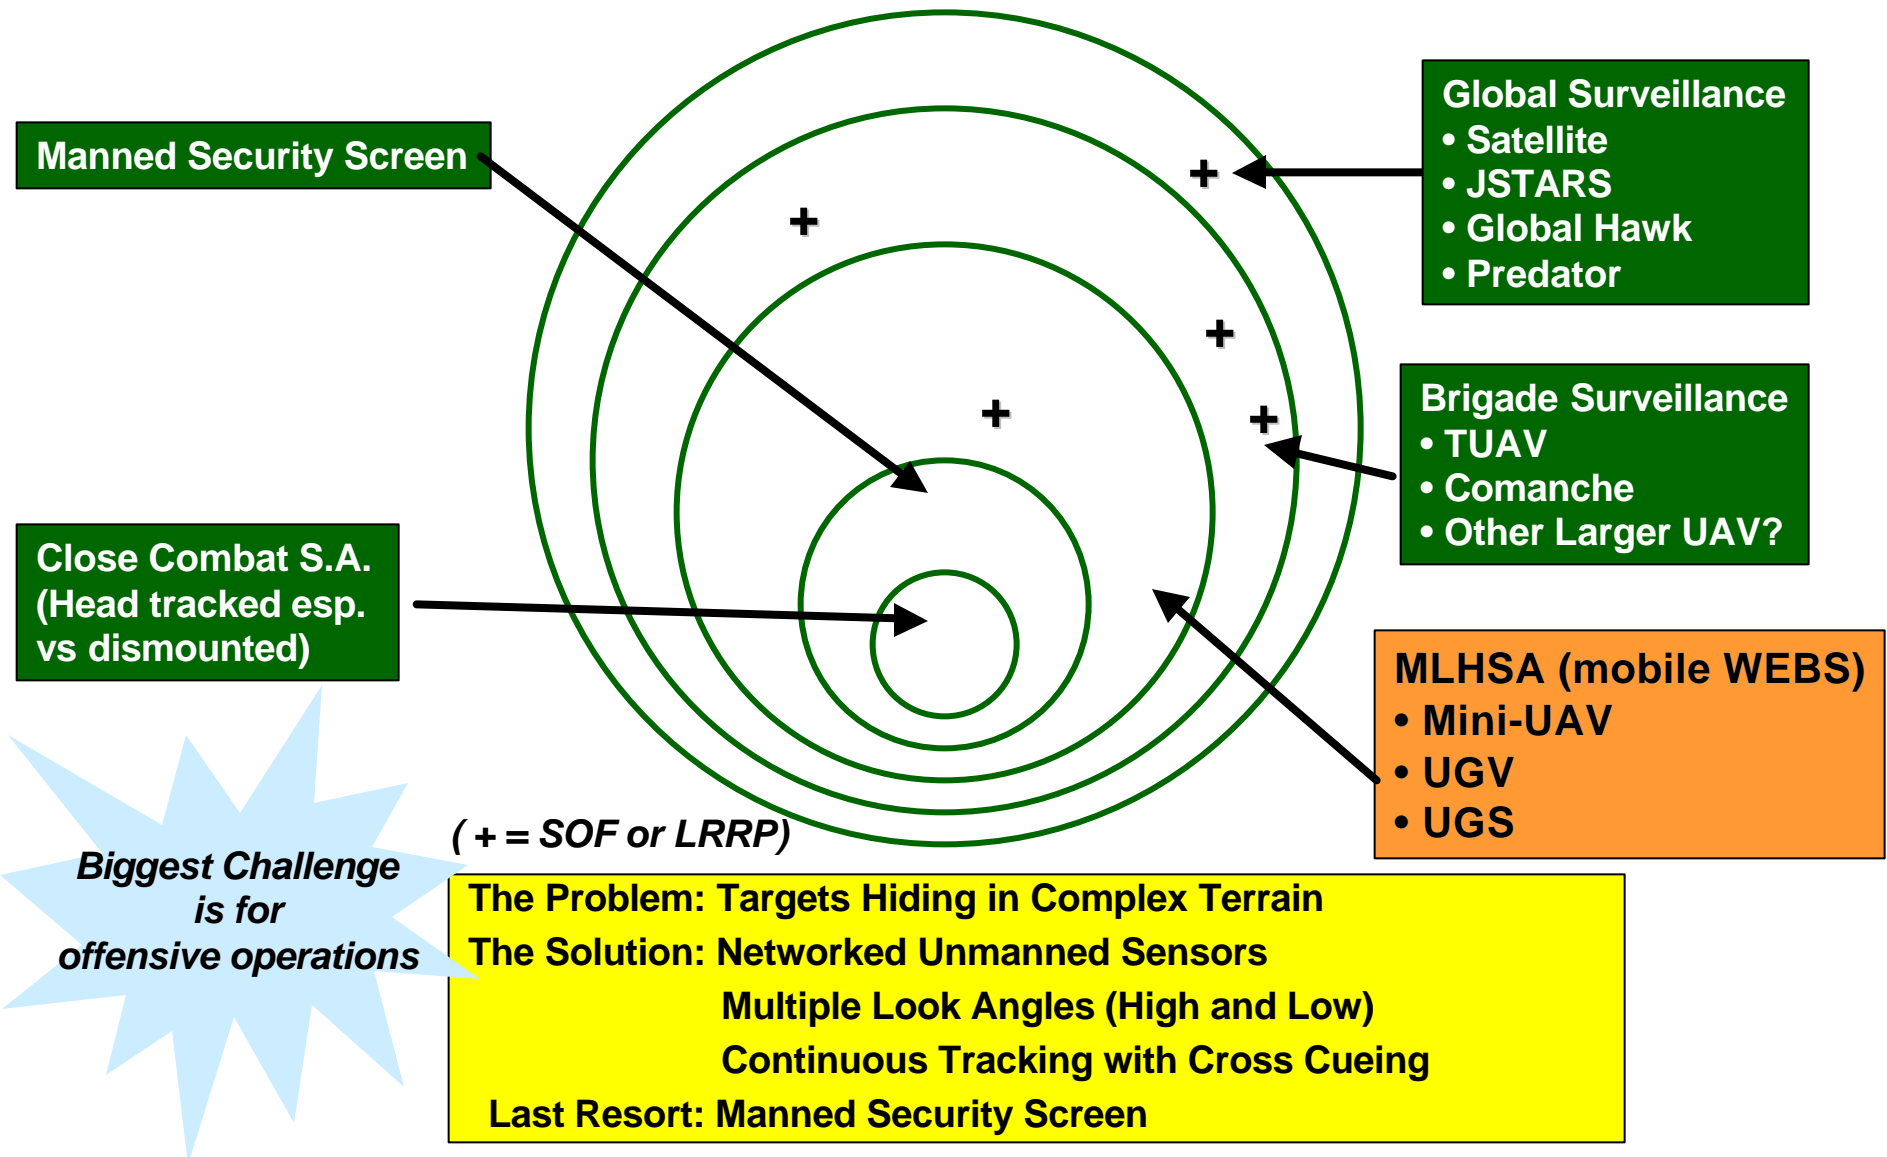 Manned Security Screen
Global Surveillance
• Satellite
• JSTARS
• Global Hawk
• Predator
+
+
+
+
+
Brigade Surveillance
• TUAV
• Comanche
• Other Larger UAV?
Close Combat S.A.
(Head tracked esp.
vs dismounted)
MLHSA (mobile WEBS)
• Mini-UAV
• UGV
• UGS
( + = SOF or LRRP)
Biggest Challenge
is for
offensive operations
The Problem: Targets Hiding in Complex Terrain
The Solution: Networked Unmanned Sensors
Multiple Look Angles (High and Low)
Continuous Tracking with Cross Cueing
Last Resort: Manned Security Screen